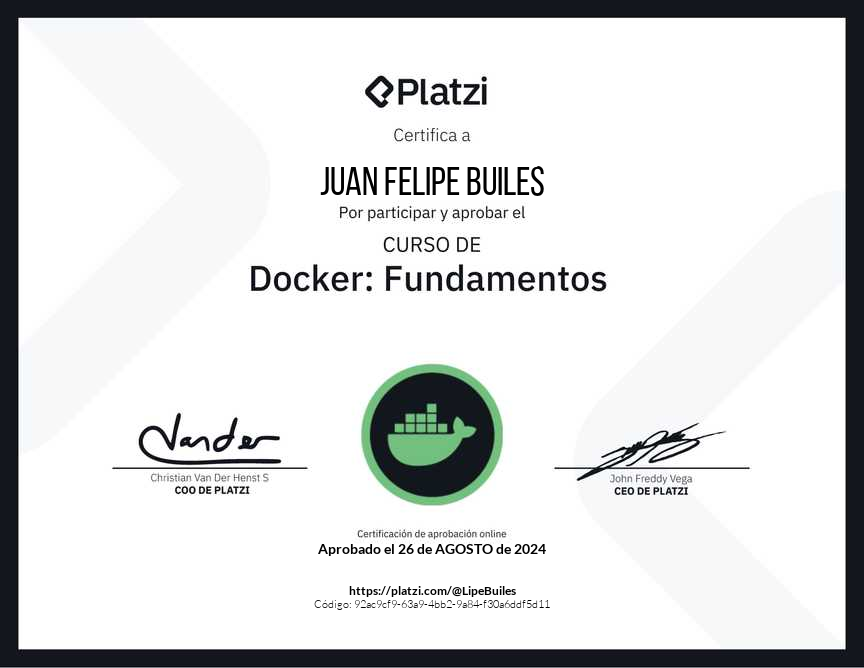 Platzi
Certifica a
JUAN FELIPE BUILES
Por participar y aprobar el
CURSO DE
Docker: Fundamentos
Vander
Christian Van Der Henst S
COO DE PLATZI
John Freddy Vega
CEO DE PLATZI
Certificación de aprobación online
Aprobado el 26 de AGOSTO de 2024
https://platzi.com/@LipeBuiles
Código: 92ac9cf9-63a9-4bb2-9a84-f30a6ddf5d11